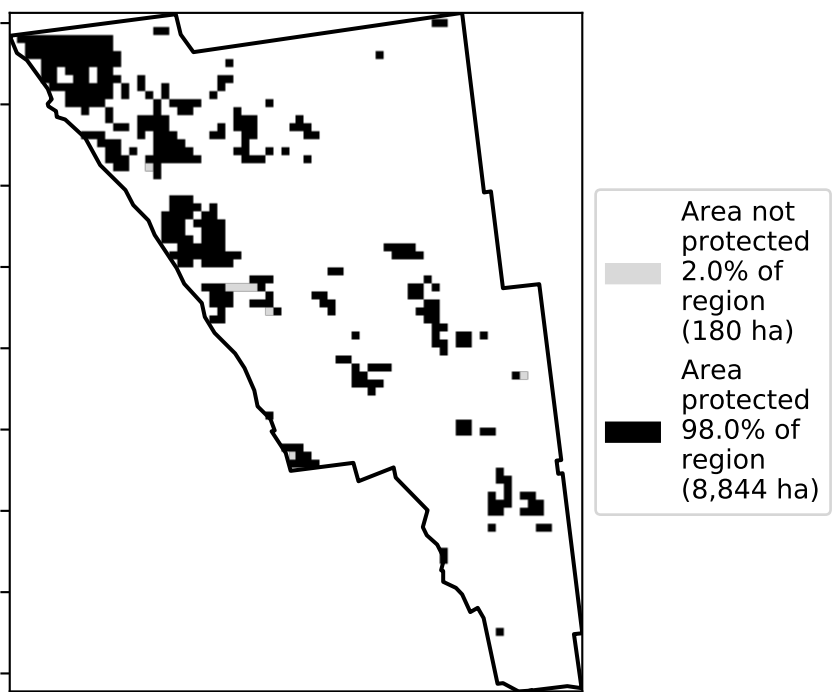 Area not
protected
2.0% of
region
(180 ha)
Area
protected
98.0% of
region
(8,844 ha)